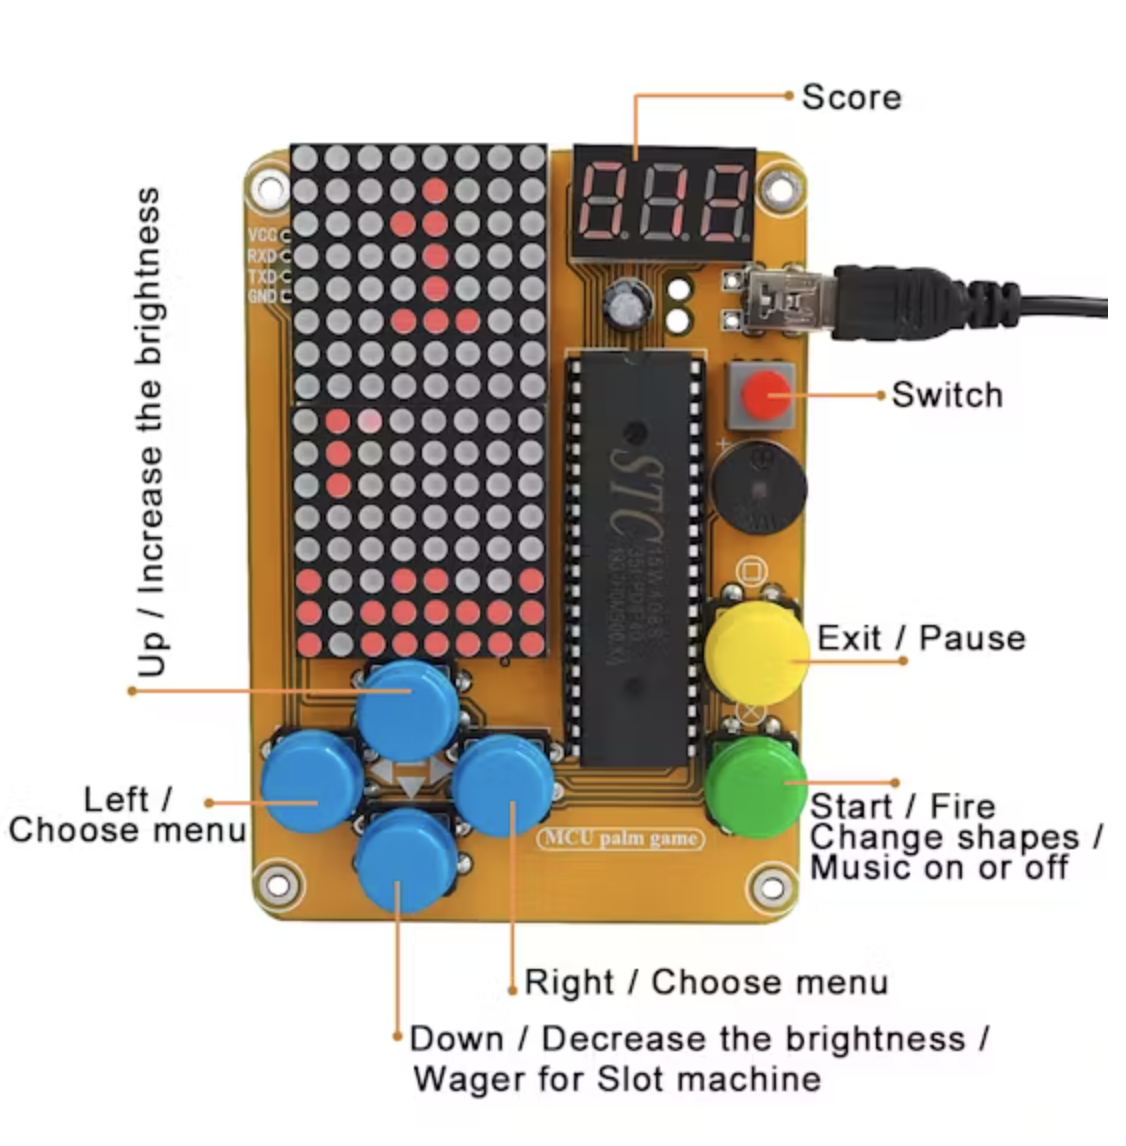 Score
012
VCC
RXD
TXD
GND
Up / Increase the brightness
Switch
STC
Exit / Pause
Left /
Choose menu
Start / Fire
Change shapes /
Music on or off
MCU palm game
Right / Choose menu
Down / Decrease the brightness /
Wager for Slot machine